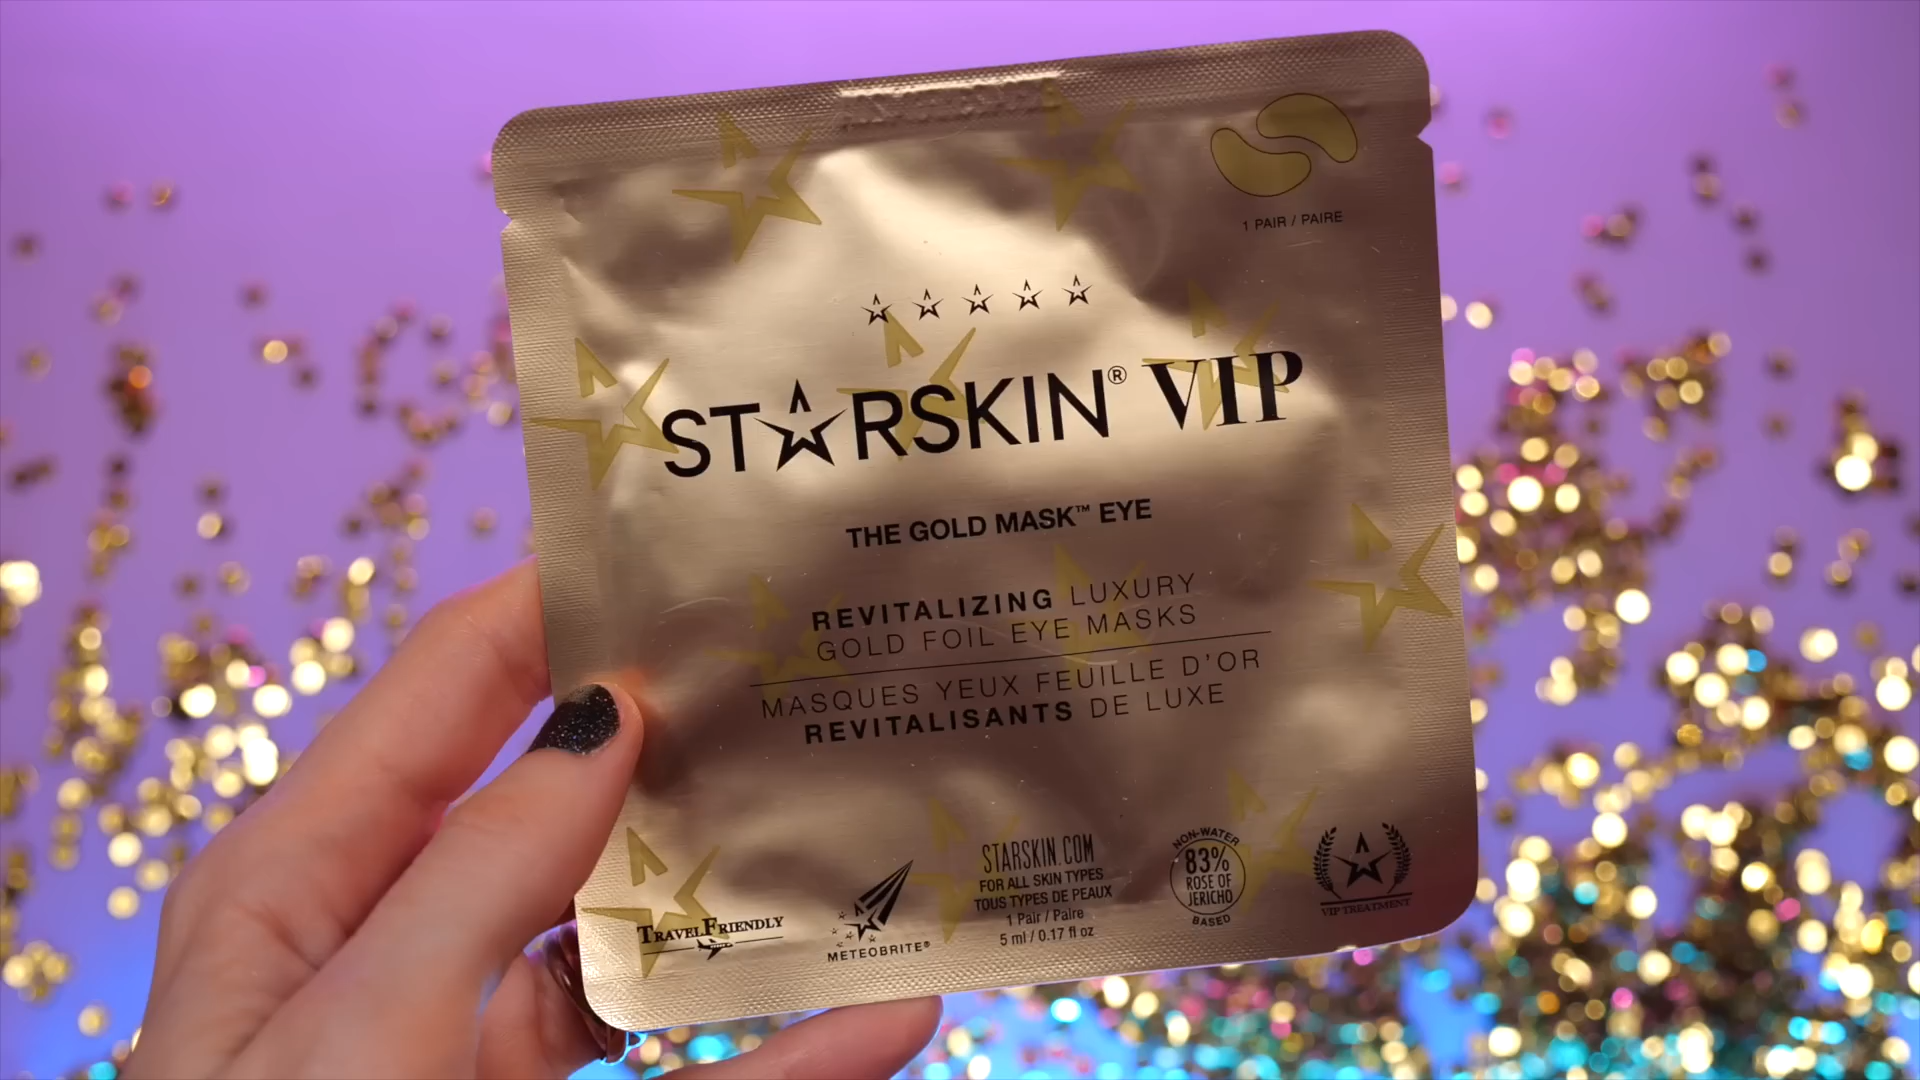 1 PAIR / PAIRE
STARSKIN® VIP
THE GOLD MASK™ EYE
REVITALIZING LUXURY
GOLD FOIL EYE MASKS
MASQUES YEUX FEUILLE D'OR
REVITALISANTS DE LUXE
TRAVELFRIENDLY
METEOBRITE®
STARSKIN.COM
FOR ALL SKIN TYPES
TOUS TYPES DE PEAUX
1 Pair / Paire
5 ml / 0.17 fl oz
NON-WATER
83%
ROSE OF
JERICHO
BASED
VIP TREATMENT